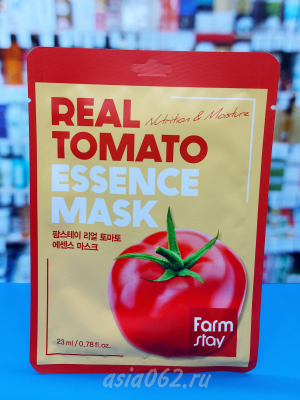 REAL
Nutrition & Moisture
TOMATO
ESSENCE
MASK
팜스테이 리얼 토마토
에센스 마스크
23 ml / 0.78 fl. oz.
Farm
stay
asia062.ru